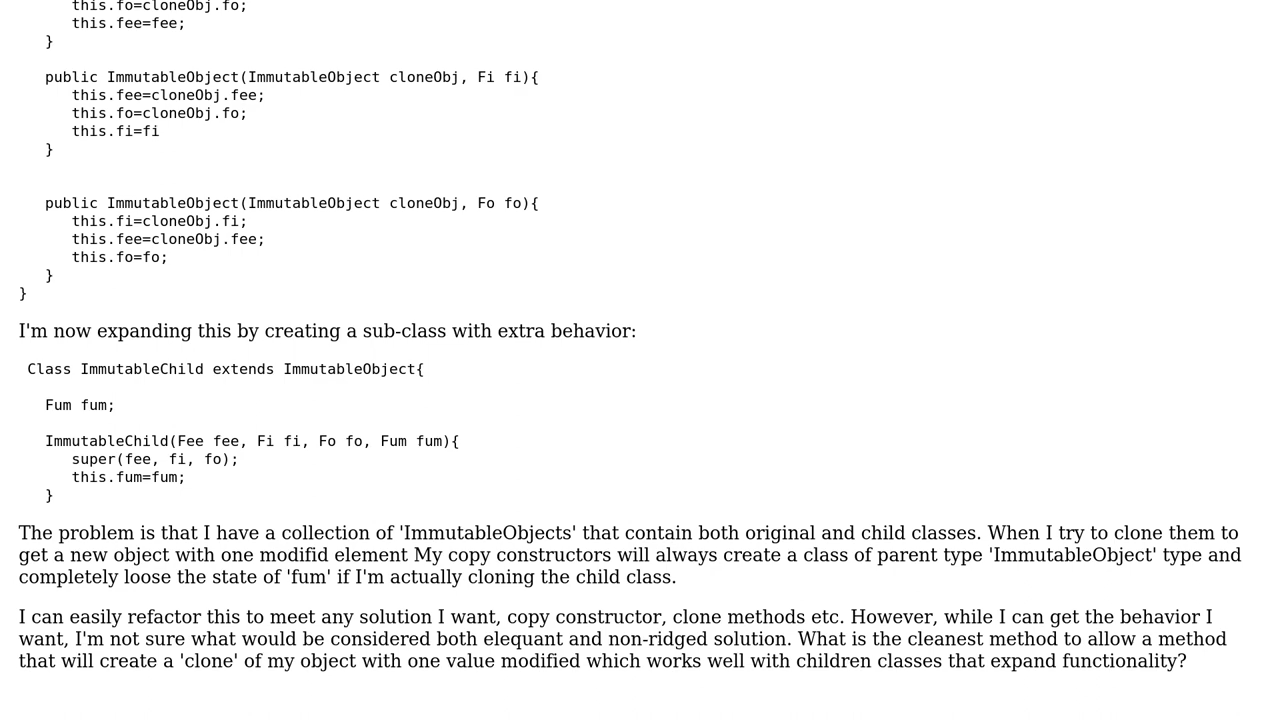 this.fo=cloneObj.fo;
this.fee=fee;
}
public ImmutableObject(ImmutableObject cloneObj, Fi fi){
this.fee=cloneObj.fee;
this.fo=cloneObj.fo;
this.fi=fi
}
public ImmutableObject(ImmutableObject cloneObj, Fo fo){
this.fi=cloneObj.fi;
this.fee=cloneObj.fee;
this.fo=fo;
}
}
I'm now expanding this by creating a sub-class with extra behavior:
Class ImmutableChild extends ImmutableObject{
Fum fum;
ImmutableChild(Fee fee, Fi fi, Fo fo, Fum fum){
super(fee, fi, fo);
this.fum=fum;
}
The problem is that I have a collection of 'ImmutableObjects' that contain both original and child classes. When I try to clone them to
get a new object with one modifid element My copy constructors will always create a class of parent type 'ImmutableObject' type and
completely loose the state of 'fum' if I'm actually cloning the child class.
I can easily refactor this to meet any solution I want, copy constructor, clone methods etc. However, while I can get the behavior I
want, I'm not sure what would be considered both elequant and non-ridged solution. What is the cleanest method to allow a method
that will create a 'clone' of my object with one value modified which works well with children classes that expand functionality?